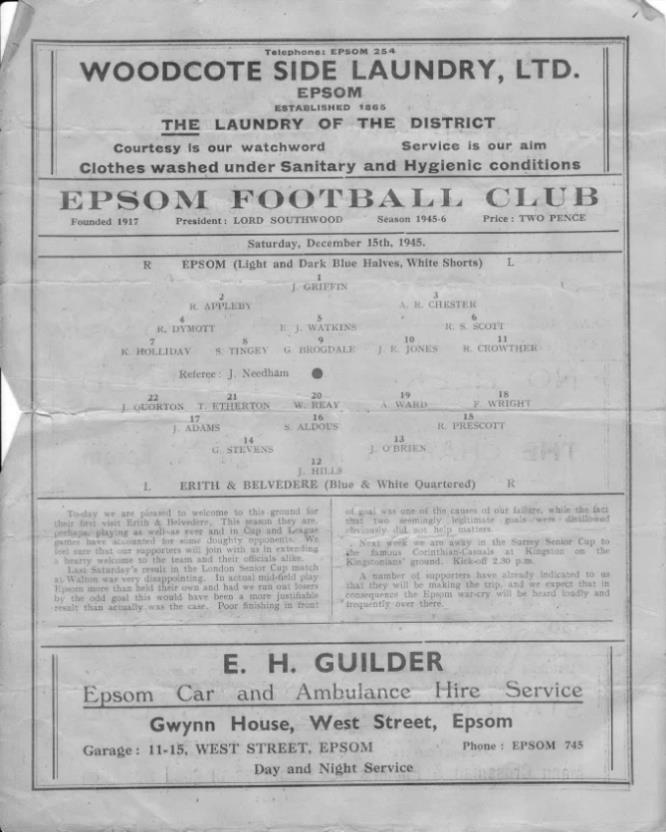 Telephone: EPSOM 254
WOODCOTE SIDE LAUNDRY, LTD.
EPSOM
ESTABLISHED 1865
THE LAUNDRY OF THE DISTRICT
Courtesy is our watchword Service is our aim
Clothes washed under Sanitary and Hygienic conditions
EPSOM FOOTBALL CLUB
Founded 1917 President: LORD SOUTHWOOD Season 1945-6 Price: TWO PENCE
Saturday, December 15th, 1945.
R EPSOM (Light and Dark Blue Halves, White Shorts) L
1
J. GRIFFIN
2 3
R. APPLEBY A. R. CHESTER
4 5 6
R. DYMOTT E. J. WATKINS R. S. SCOTT
7 8 9 10 11
K. HOLLIDAY S. TINGEY G. BROGDALE J. E. JONES R. CROWTHER
Referee: J. Needham
22 21 20 19 18
J. QUORTON T. ETHERTON W. REAY A. WARD F. WRIGHT
17 16 15
J. ADAMS S. ALDOUS R. PRESCOTT
14 13
G. STEVENS J. O'BRIEN
12
J. HILLS
L ERITH & BELVEDERE (Blue & White Quartered) R
To-day we are pleased to welcome to this ground for
their first visit Erith & Belvedere. This season they are,
perhaps, playing as well as ever and in Cup and League
games have accounted for some doughty opponents. We
feel sure that our supporters will join with us in extending
a hearty welcome to the team and their officials alike.
Last Saturday's result in the London Senior Cup match
at Walton was very disappointing. In actual mid-field play
Epsom more than held their own and had we run out losers
by the odd goal this would have been a more justifiable
result than actually was the case. Poor finishing in front
of goal was one of the causes of our failure, while the fact
that two seemingly legitimate goals were disallowed
obviously did not help matters.
Next week we are away in the Surrey Senior Cup to
the famous Corinthian-Casuals at Kingston on the
Kingstonians' ground. Kick-off 2.30 p.m.
A number of supporters have already indicated to us
that they will be making the trip, and we expect that in
consequence the Epsom war-cry will be heard loudly and
frequently over there.
E. H. GUILDER
Epsom Car and Ambulance Hire Service
Gwynn House, West Street, Epsom
Garage: 11-15, WEST STREET, EPSOM Phone: EPSOM 745
Day and Night Service